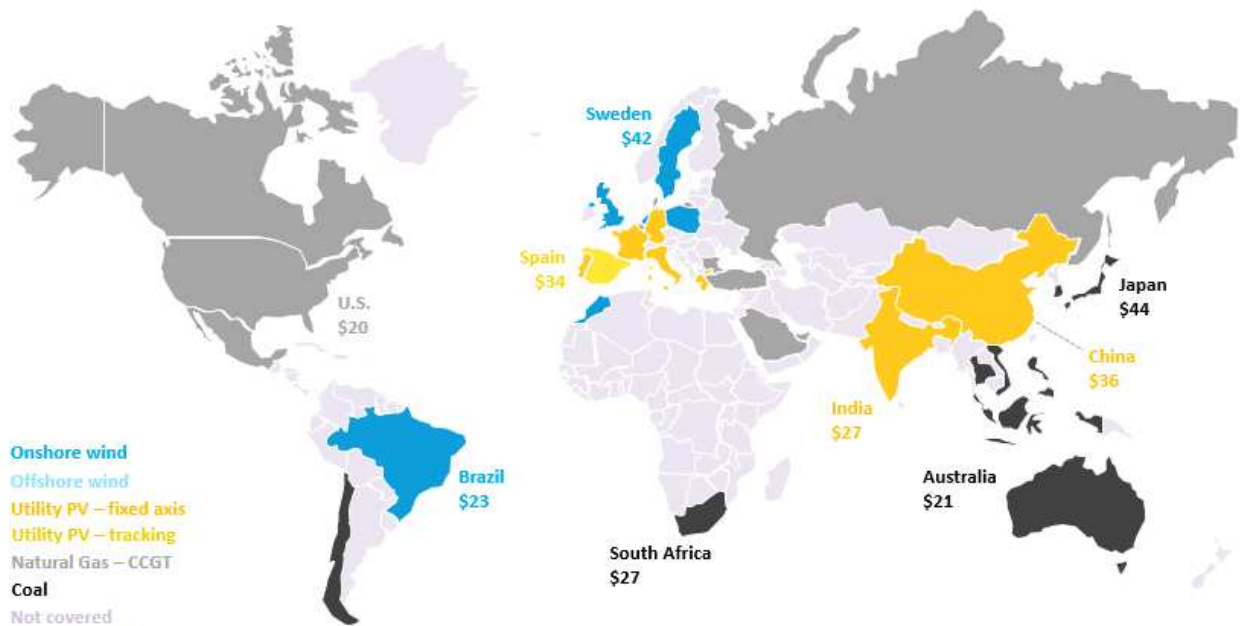 Sweden
$42
Spain
$34
U.S.
$20
Japan
$44
China
$36
India
$27
Brazil
$23
Australia
$21
South Africa
$27
Onshore wind
Offshore wind
Utility PV – fixed axis
Utility PV – tracking
Natural Gas – CCGT
Coal
Not covered